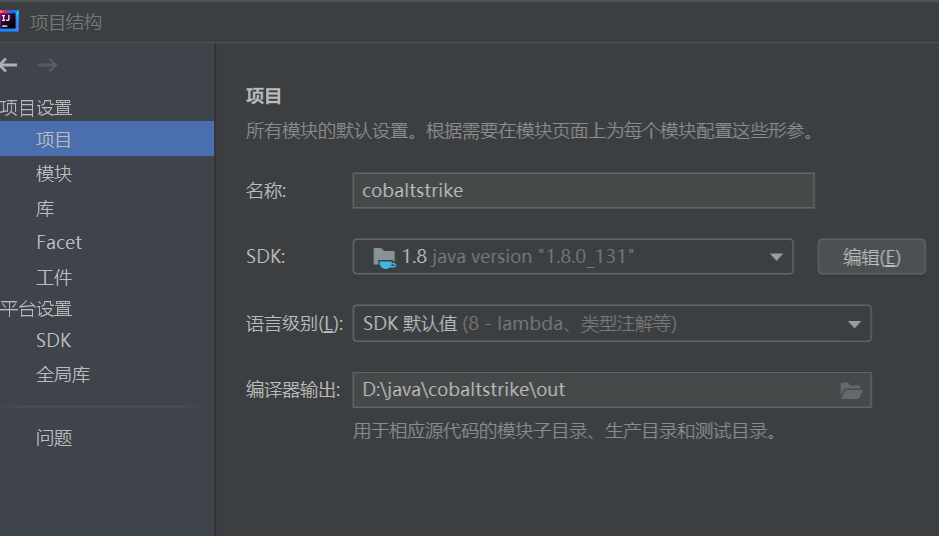 项目结构
项目设置
项目
模块
库
Facet
工件
平台设置
SDK
全局库
问题
项目
所有模块的默认设置。根据需要在模块页面上为每个模块配置这些形参。
名称: cobaltstrike
SDK: 1.8 java version "1.8.0_131" 编辑(E)
语言级别(L): SDK 默认值 (8 - lambda、类型注解等)
编译器输出: D:\java\cobaltstrike\out
用于相应源代码的模块子目录、生产目录和测试目录。